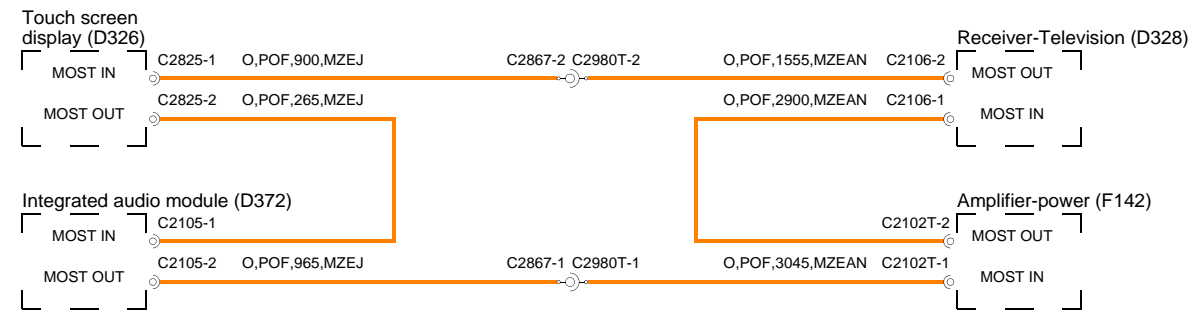 Touch screen
display (D326)
Receiver-Television (D328)
C2825-1 O,POF,900,MZEJ C2867-2 C2980T-2 O,POF,1555,MZEAN C2106-2
MOST IN MOST OUT
C2825-2 O,POF,265,MZEJ O,POF,2900,MZEAN C2106-1
MOST OUT MOST IN
Integrated audio module (D372) Amplifier-power (F142)
C2105-1 C2102T-2
MOST IN MOST OUT
C2105-2 O,POF,965,MZEJ C2867-1 C2980T-1 O,POF,3045,MZEAN C2102T-1
MOST OUT MOST IN